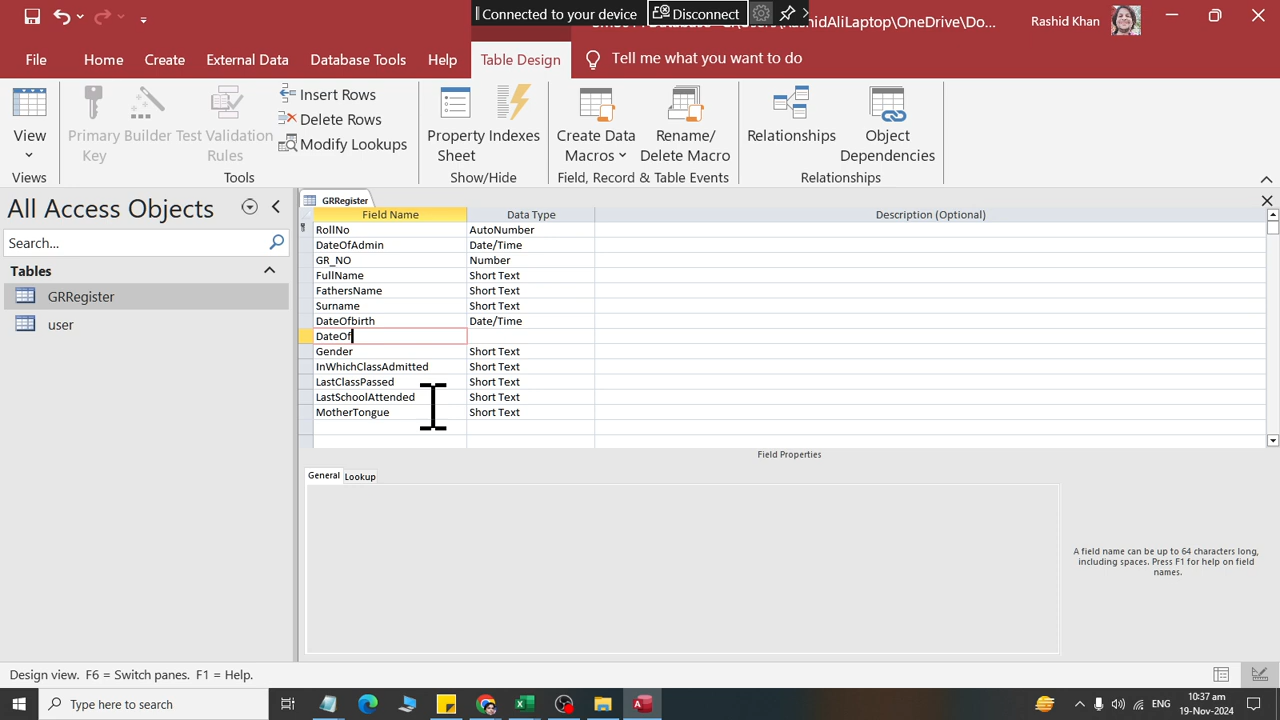 Connected to your device
Disconnect
RashidAliLaptop\OneDrive\Do...
Rashid Khan
File
Home
Create
External Data
Database Tools
Help
Table Design
Tell me what you want to do
View
Views
Primary Key
Builder
Test Validation Rules
Insert Rows
Delete Rows
Modify Lookups
Tools
Property Sheet
Indexes
Show/Hide
Create Data Macros
Rename/ Delete Macro
Field, Record & Table Events
Relationships
Object Dependencies
Relationships
All Access Objects
Search...
Tables
GRRegister
user
GRRegister
Field Name Data Type Description (Optional)
RollNo AutoNumber
DateOfAdmin Date/Time
GR_NO Number
FullName Short Text
FathersName Short Text
Surname Short Text
DateOfbirth Date/Time
DateOf
Gender Short Text
InWhichClassAdmitted Short Text
LastClassPassed Short Text
LastSchoolAttended Short Text
MotherTongue Short Text
Field Properties
General Lookup
A field name can be up to 64 characters long,
including spaces. Press F1 for help on field
names.
Design view. F6 = Switch panes. F1 = Help.
Type here to search
ENG
10:37 pm
19-Nov-2024